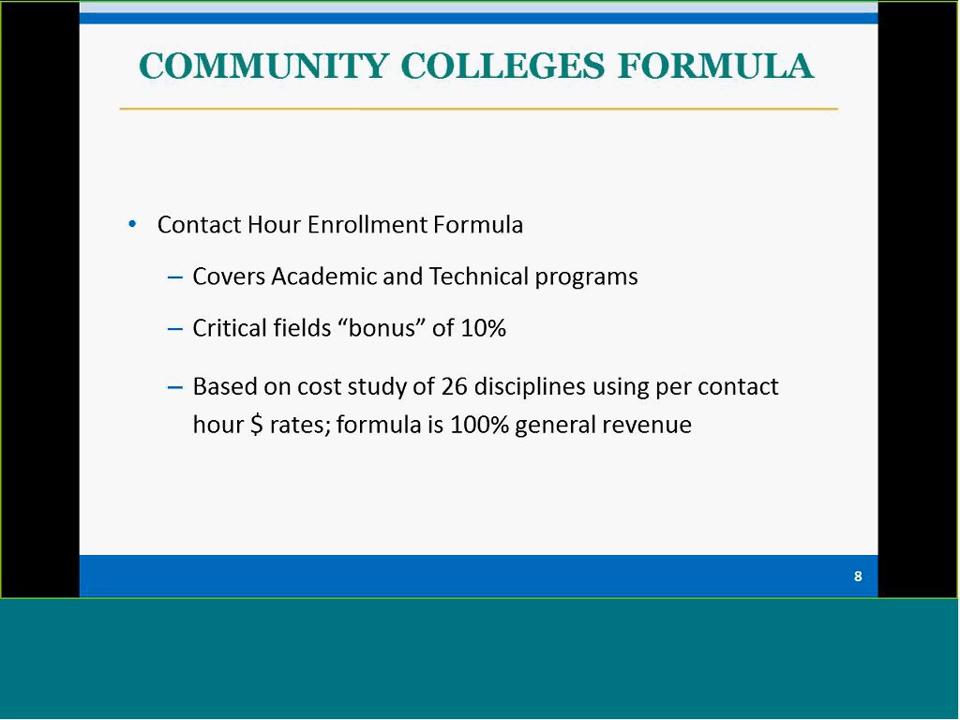 COMMUNITY COLLEGES FORMULA
• Contact Hour Enrollment Formula
– Covers Academic and Technical programs
– Critical fields “bonus” of 10%
– Based on cost study of 26 disciplines using per contact
hour $ rates; formula is 100% general revenue
8